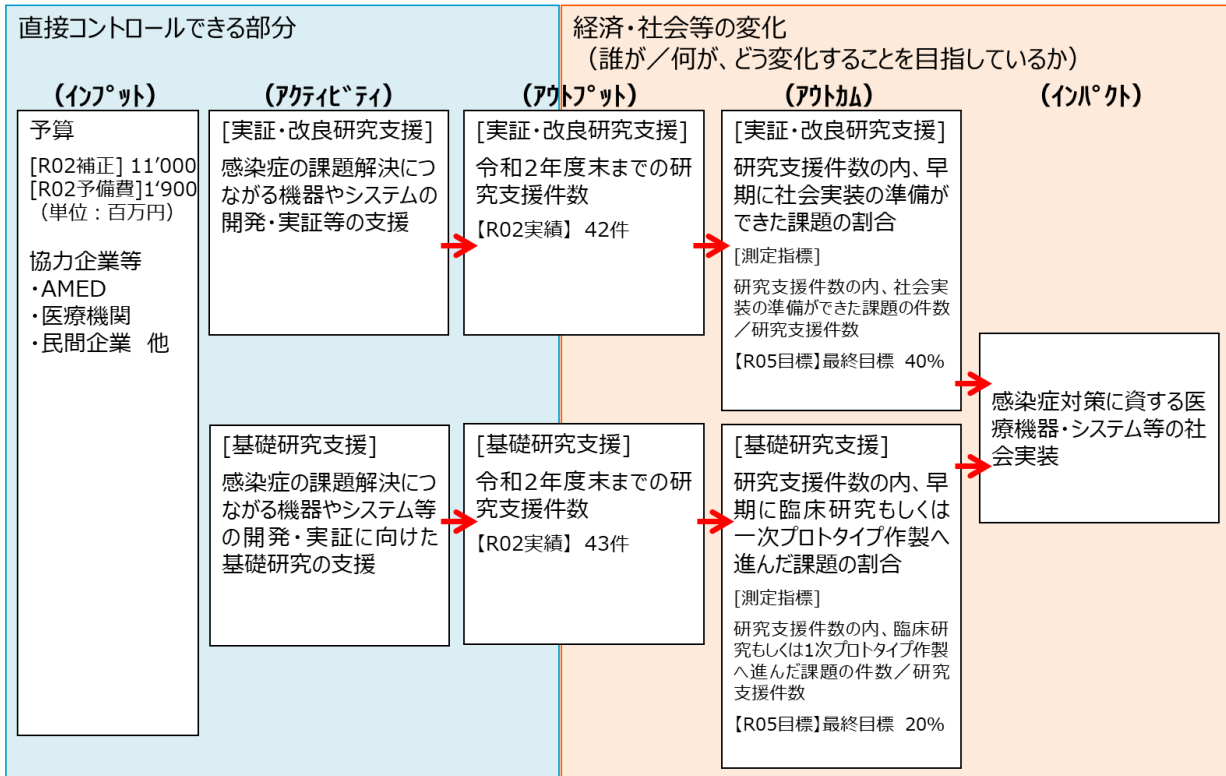 直接コントロールできる部分
経済・社会等の変化
（誰が／何が、どう変化することを目指しているか）
（ｲﾝﾌﾟｯﾄ）
（ｱｸﾃｨﾋﾞﾃｨ）
（ｱｳﾄﾌﾟｯﾄ）
（ｱｳﾄｶﾑ）
（ｲﾝﾊﾟｸﾄ）
予算
[R02補正] 11’000
[R02予備費]1‘900
（単位：百万円）
協力企業等
・AMED
・医療機関
・民間企業　他
[実証・改良研究支援]
感染症の課題解決につ
ながる機器やシステムの
開発・実証等の支援
[実証・改良研究支援]
令和２年度末までの研
究支援件数
【R02実績】 42件
[実証・改良研究支援]
研究支援件数の内、早
期に社会実装の準備が
できた課題の割合
[測定指標]
研究支援件数の内、社会実
装の準備ができた課題の件数
／研究支援件数
【R05目標】最終目標 40%
[基礎研究支援]
感染症の課題解決につ
ながる機器やシステム等
の開発・実証に向けた
基礎研究の支援
[基礎研究支援]
令和２年度末までの研
究支援件数
【R02実績】 43件
[基礎研究支援]
研究支援件数の内、早
期に臨床研究もしくは
一次プロトタイプ作製へ
進んだ課題の割合
[測定指標]
研究支援件数の内、臨床研
究もしくは1次プロトタイプ作製
へ進んだ課題の件数／研究
支援件数
【R05目標】最終目標 20%
感染症対策に資する医
療機器・システム等の社
会実装